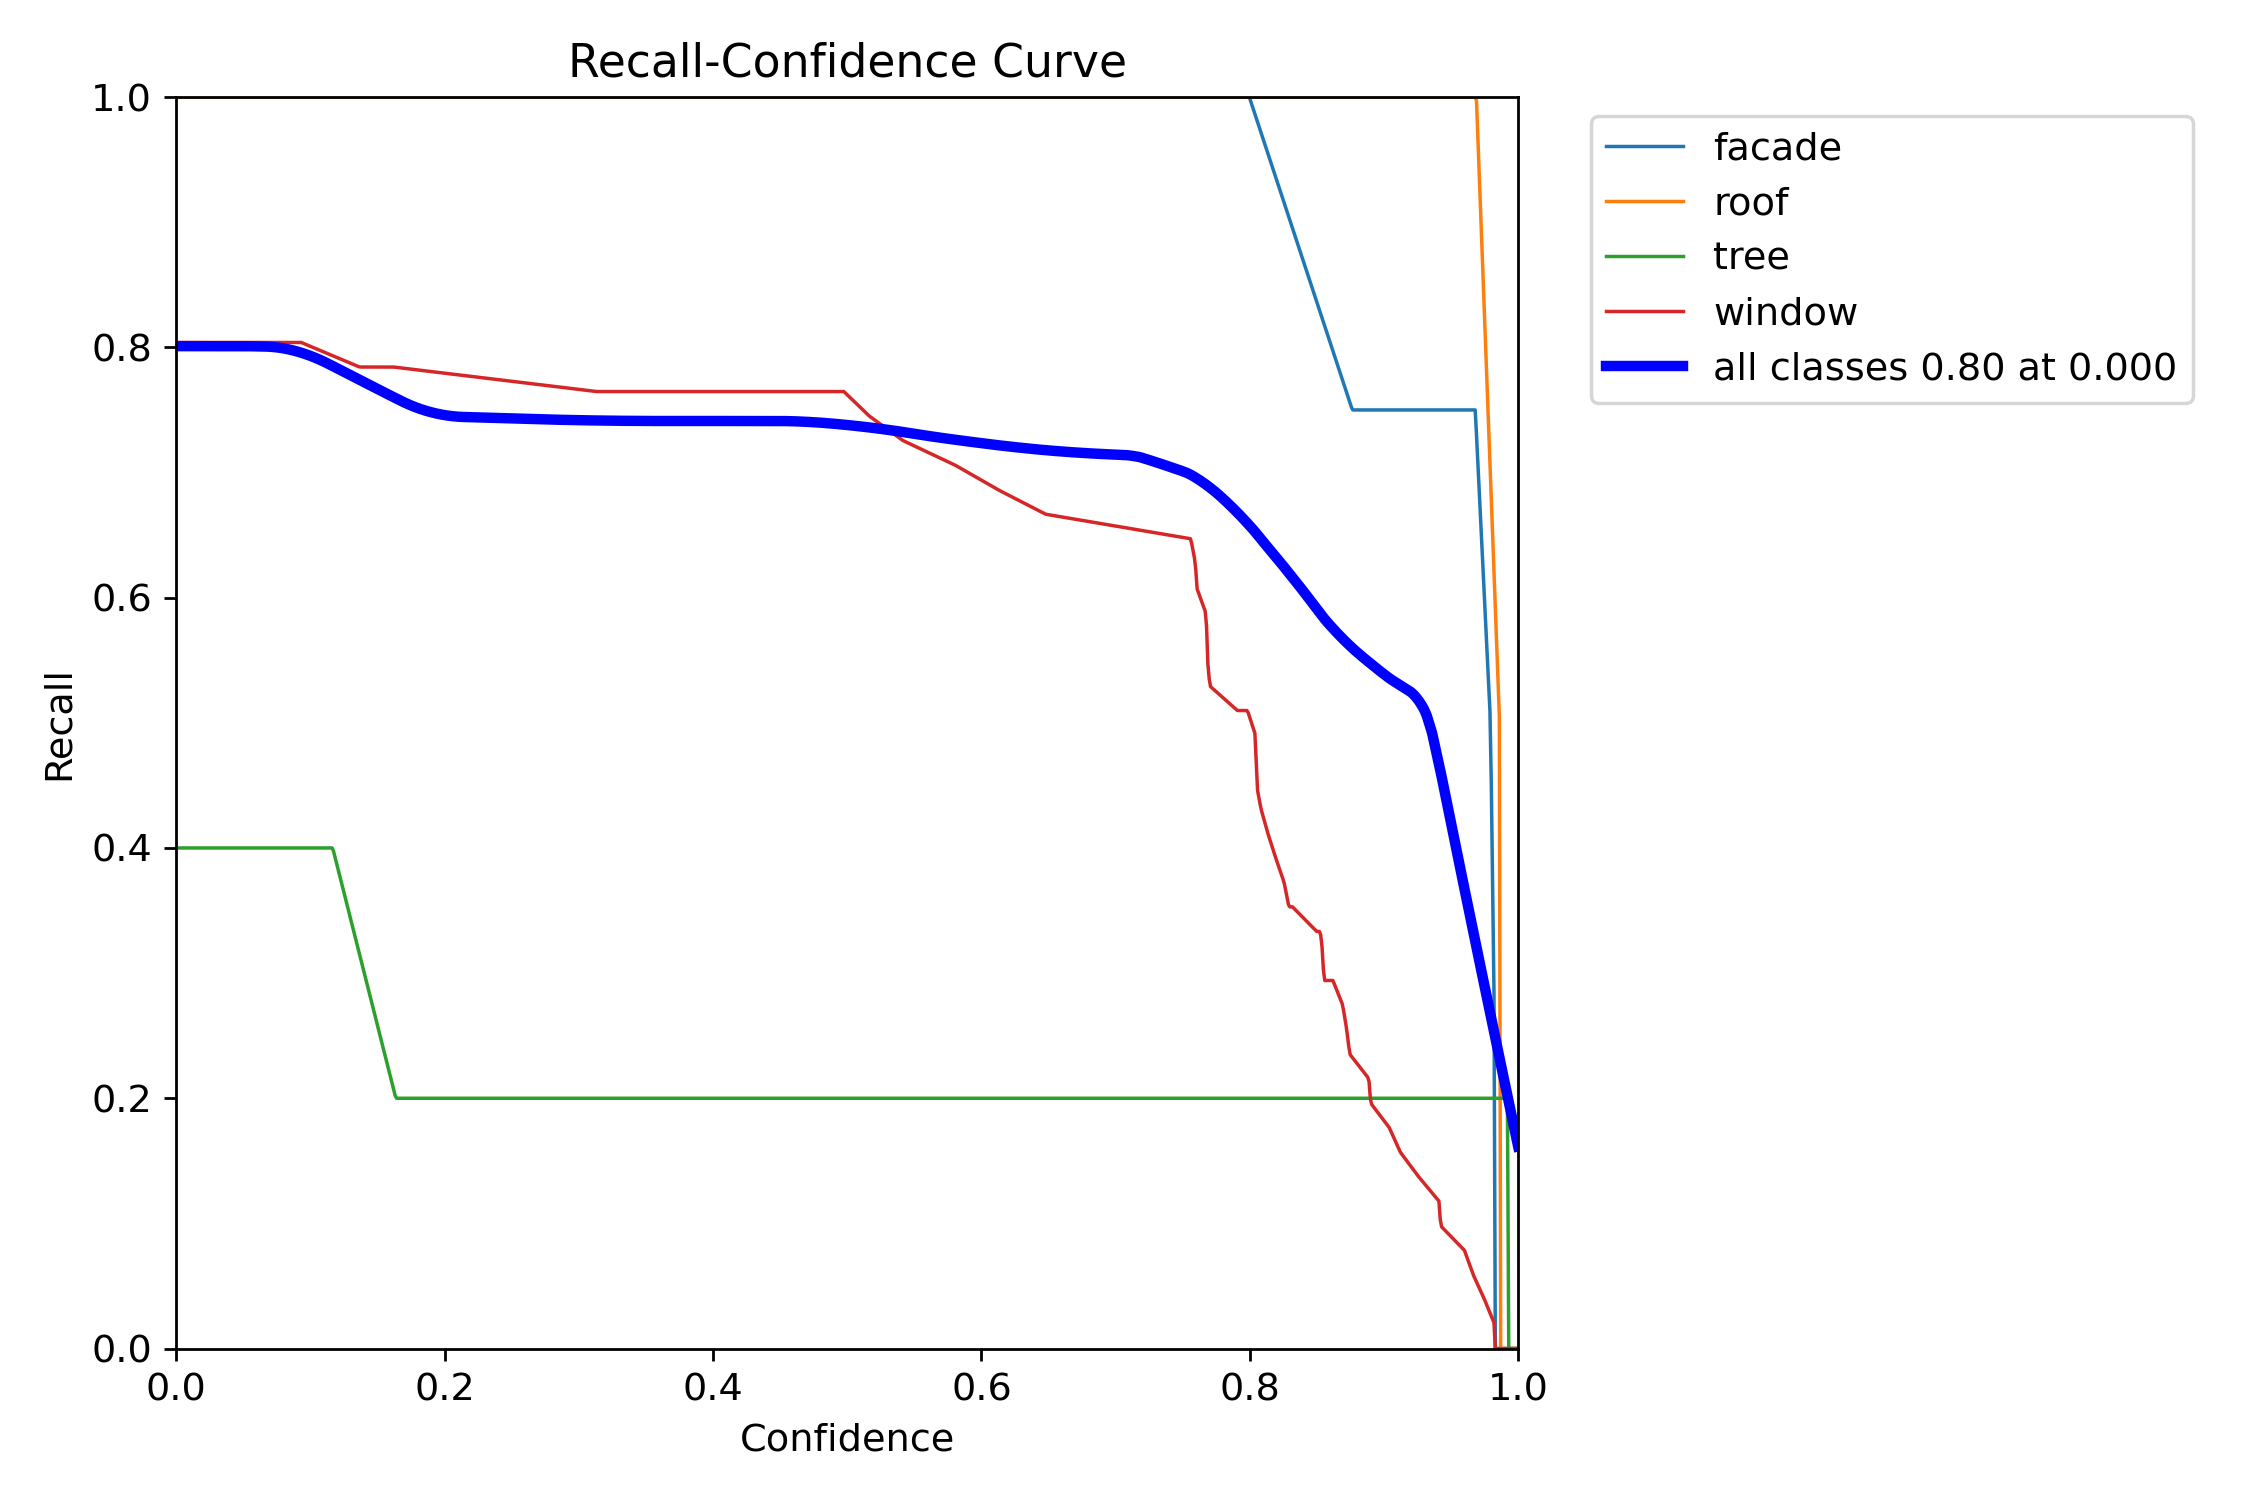 Recall-Confidence Curve
1.0
0.8
0.6
0.4
0.2
0.0
Recall
0.0 0.2 0.4 0.6 0.8 1.0
Confidence
facade
roof
tree
window
all classes 0.80 at 0.000